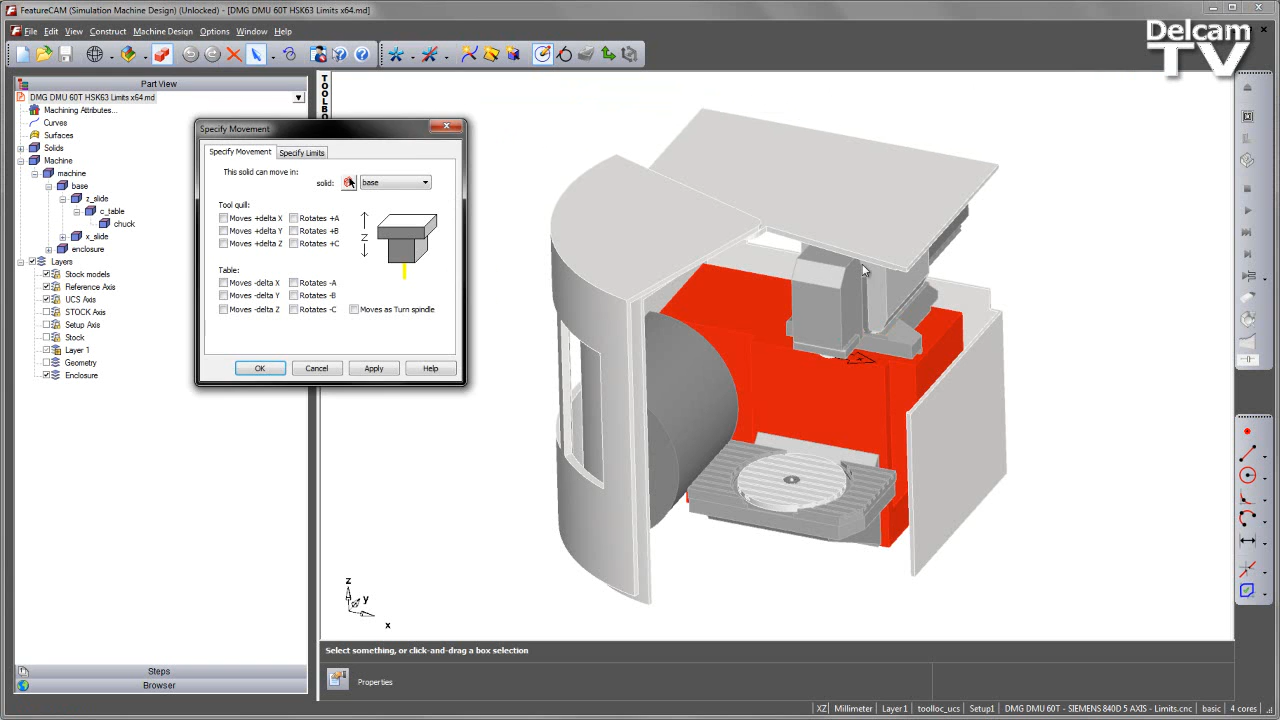 FeatureCAM (Simulation Machine Design) (Unlocked) - [DMG DMU 60T HSK63 Limits x64.md]
File Edit View Construct Machine Design Options Window Help
Delcam
TV
Part View
DMG DMU 60T HSK63 Limits x64.md
Machining Attributes...
Curves
Surfaces
Solids
Machine
machine
base
z_slide
c_table
chuck
x_slide
enclosure
Layers
Stock models
Reference Axis
UCS Axis
STOCK Axis
Setup Axis
Stock
Layer 1
Geometry
Enclosure
Steps
Browser
TOOLBO
Specify Movement
Specify Movement Specify Limits
This solid can move in:
solid: base
Tool quill:
Moves +delta X Rotates +A
Moves +delta Y Rotates +B
Moves +delta Z Rotates +C
Z
Table:
Moves -delta X Rotates -A
Moves -delta Y Rotates -B
Moves -delta Z Rotates -C Moves as Turn spindle
OK Cancel Apply Help
z
y
x
Select something, or click-and-drag a box selection
Properties
XZ Millimeter Layer1 toolloc_ucs Setup1 DMG DMU 60T - SIEMENS 840D 5 AXIS - Limits.cnc basic 4 cores